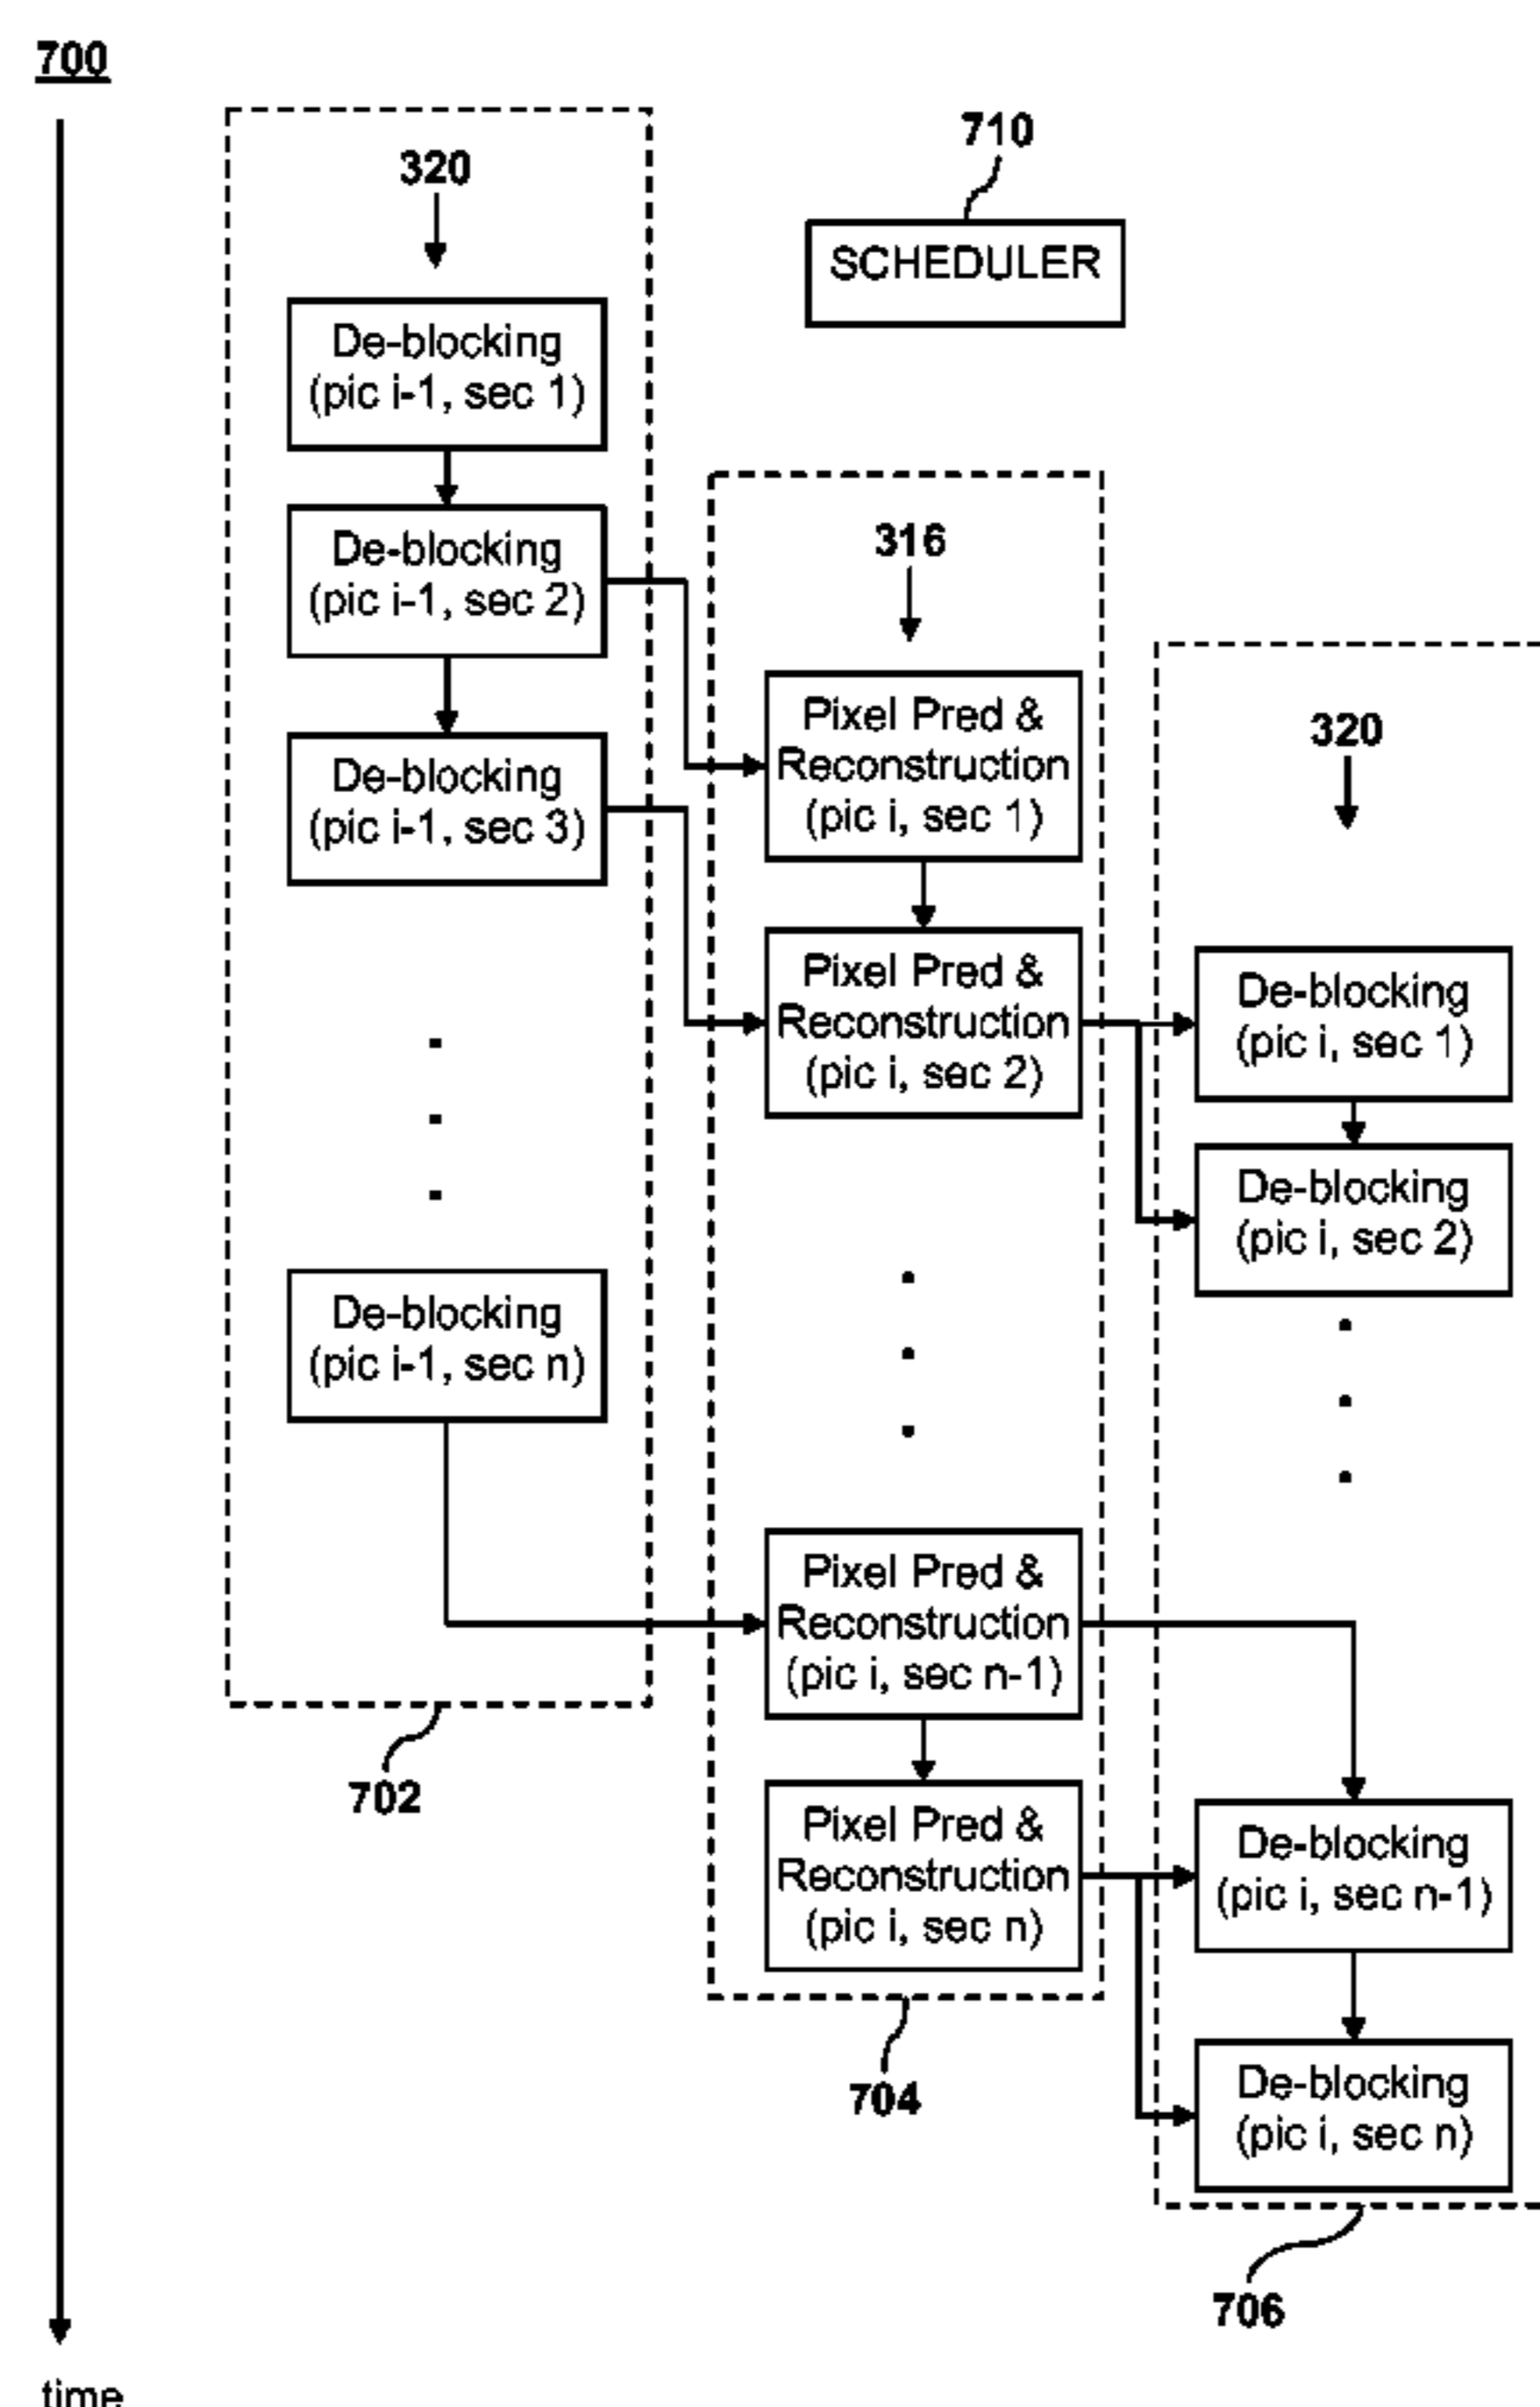 700
320
710
SCHEDULER
De-blocking
(pic i-1, sec 1)
De-blocking
(pic i-1, sec 2)
De-blocking
(pic i-1, sec 3)
De-blocking
(pic i-1, sec n)
702
316
Pixel Pred &
Reconstruction
(pic i, sec 1)
Pixel Pred &
Reconstruction
(pic i, sec 2)
Pixel Pred &
Reconstruction
(pic i, sec n-1)
Pixel Pred &
Reconstruction
(pic i, sec n)
704
320
De-blocking
(pic i, sec 1)
De-blocking
(pic i, sec 2)
De-blocking
(pic i, sec n-1)
De-blocking
(pic i, sec n)
706
time